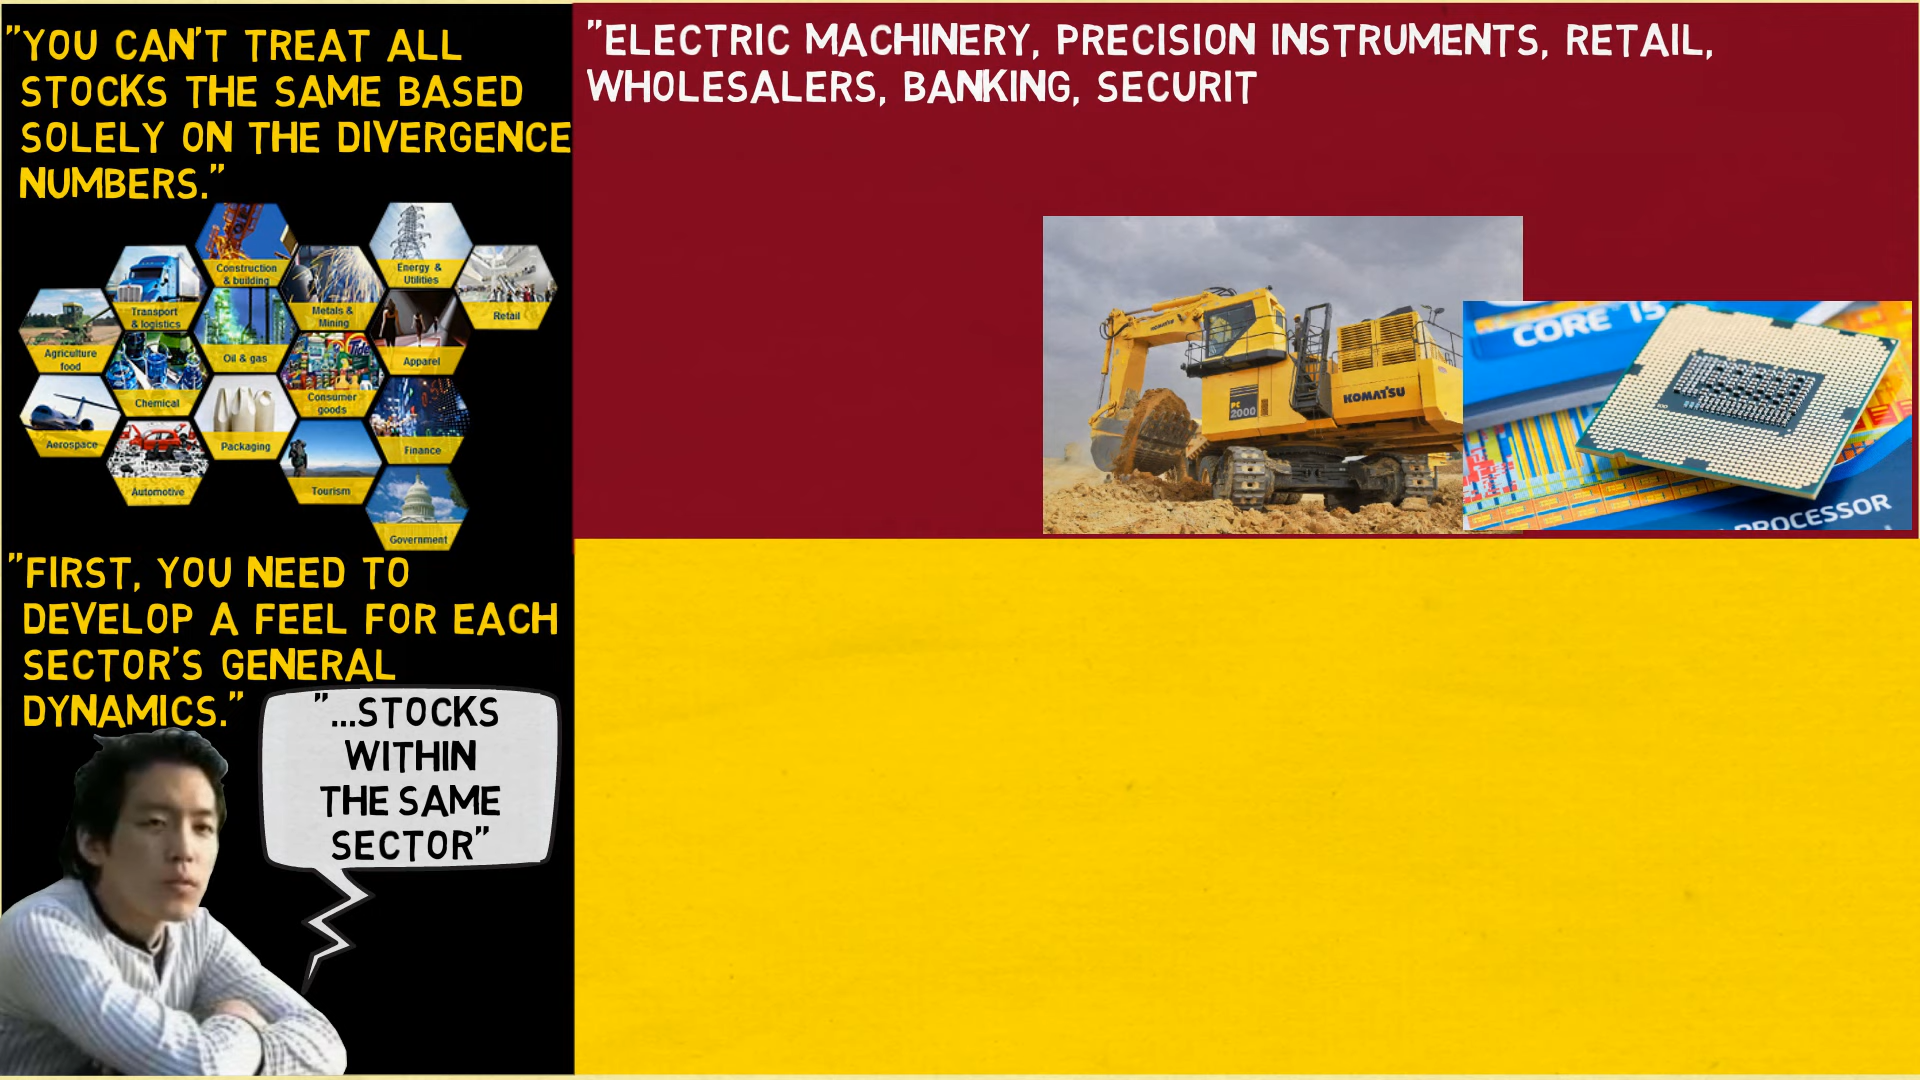 "YOU CAN'T TREAT ALL
STOCKS THE SAME BASED
SOLELY ON THE DIVERGENCE
NUMBERS."
Construction
& building
Energy &
Utilities
Transport
& logistics
Metals &
Mining
Retail
Agriculture
food
Oil & gas
Apparel
Chemical
Consumer
goods
Aerospace
Packaging
Finance
Automotive
Tourism
Government
"FIRST, YOU NEED TO
DEVELOP A FEEL FOR EACH
SECTOR'S GENERAL
DYNAMICS."
"...STOCKS
WITHIN
THE SAME
SECTOR"
"ELECTRIC MACHINERY, PRECISION INSTRUMENTS, RETAIL,
WHOLESALERS, BANKING, SECURIT
KOMATSU
PC
2000
KOMATSU
CORE i5
PROCESSOR
Tide